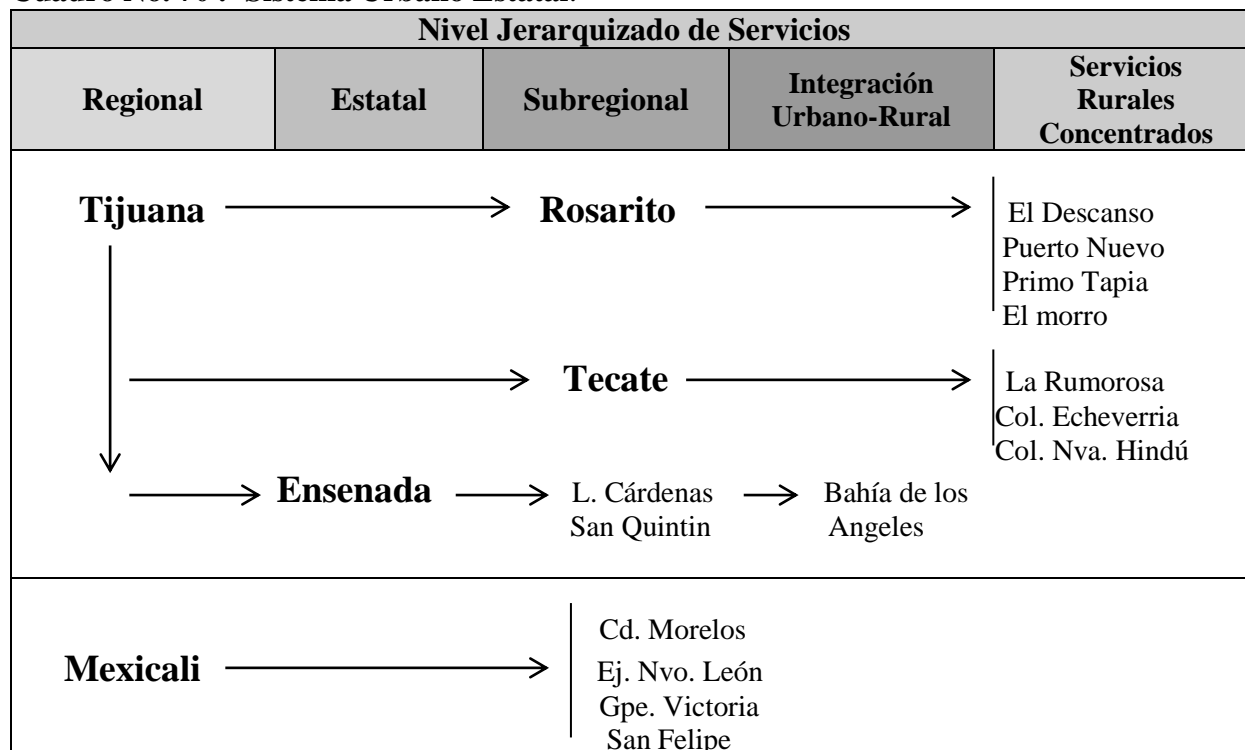 Nivel Jerarquizado de Servicios
Regional
Estatal
Subregional
Integración
Urbano-Rural
Servicios
Rurales
Concentrados
Tijuana
Rosarito
El Descanso
Puerto Nuevo
Primo Tapia
El morro
Tecate
La Rumorosa
Col. Echeverria
Col. Nva. Hindú
Ensenada
L. Cárdenas
San Quintin
Bahía de los
Angeles
Mexicali
Cd. Morelos
Ej. Nvo. León
Gpe. Victoria
San Felipe